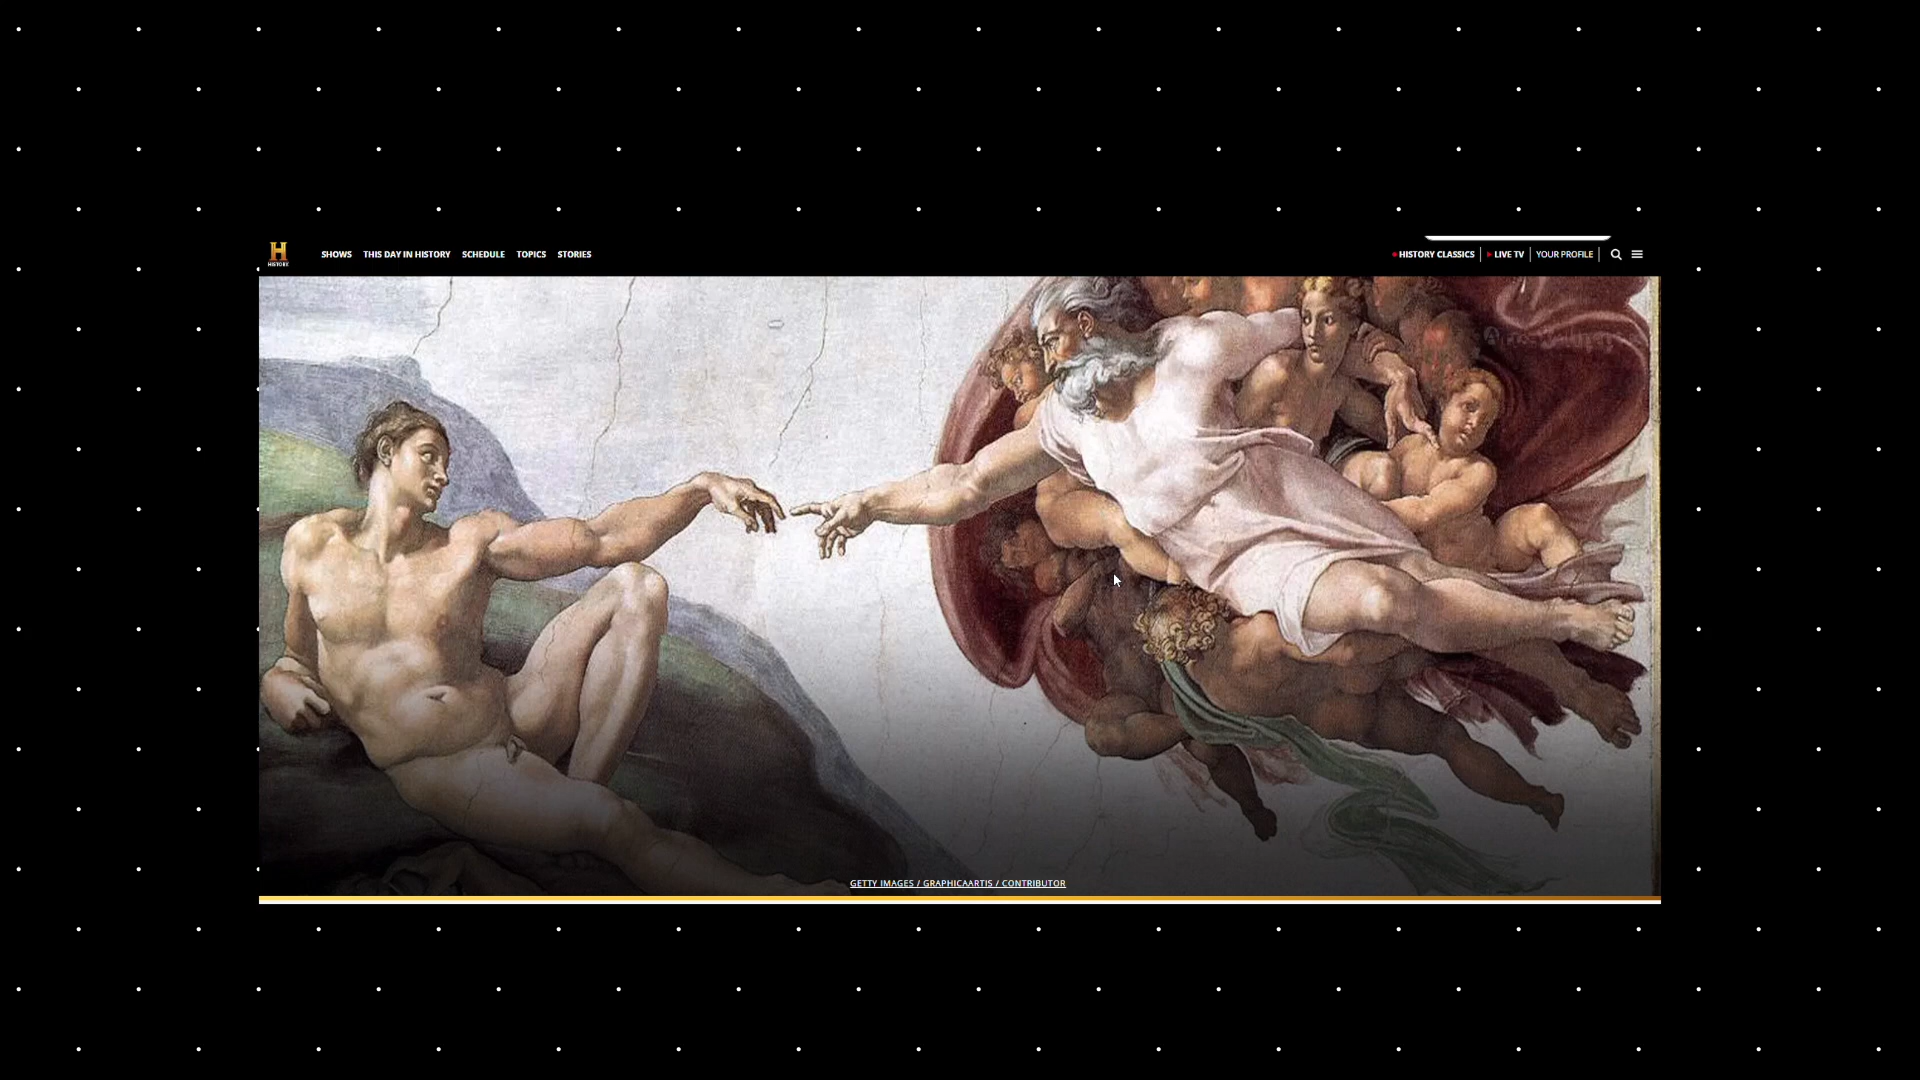 H
HISTORY
SHOWS THIS DAY IN HISTORY SCHEDULE TOPICS STORIES
HISTORY CLASSICS LIVE TV YOUR PROFILE
GETTY IMAGES / GRAPHICAARTIS / CONTRIBUTOR